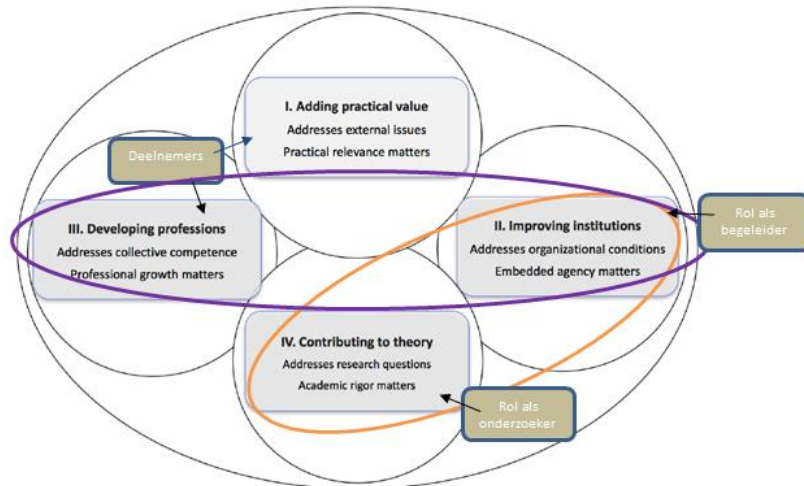 I. Adding practical value
Addresses external issues
Practical relevance matters
Deelnemers
III. Developing professions
Addresses collective competence
Professional growth matters
II. Improving institutions
Addresses organizational conditions
Embedded agency matters
Rol als
begeleider
IV. Contributing to theory
Addresses research questions
Academic rigor matters
Rol als
onderzoeker